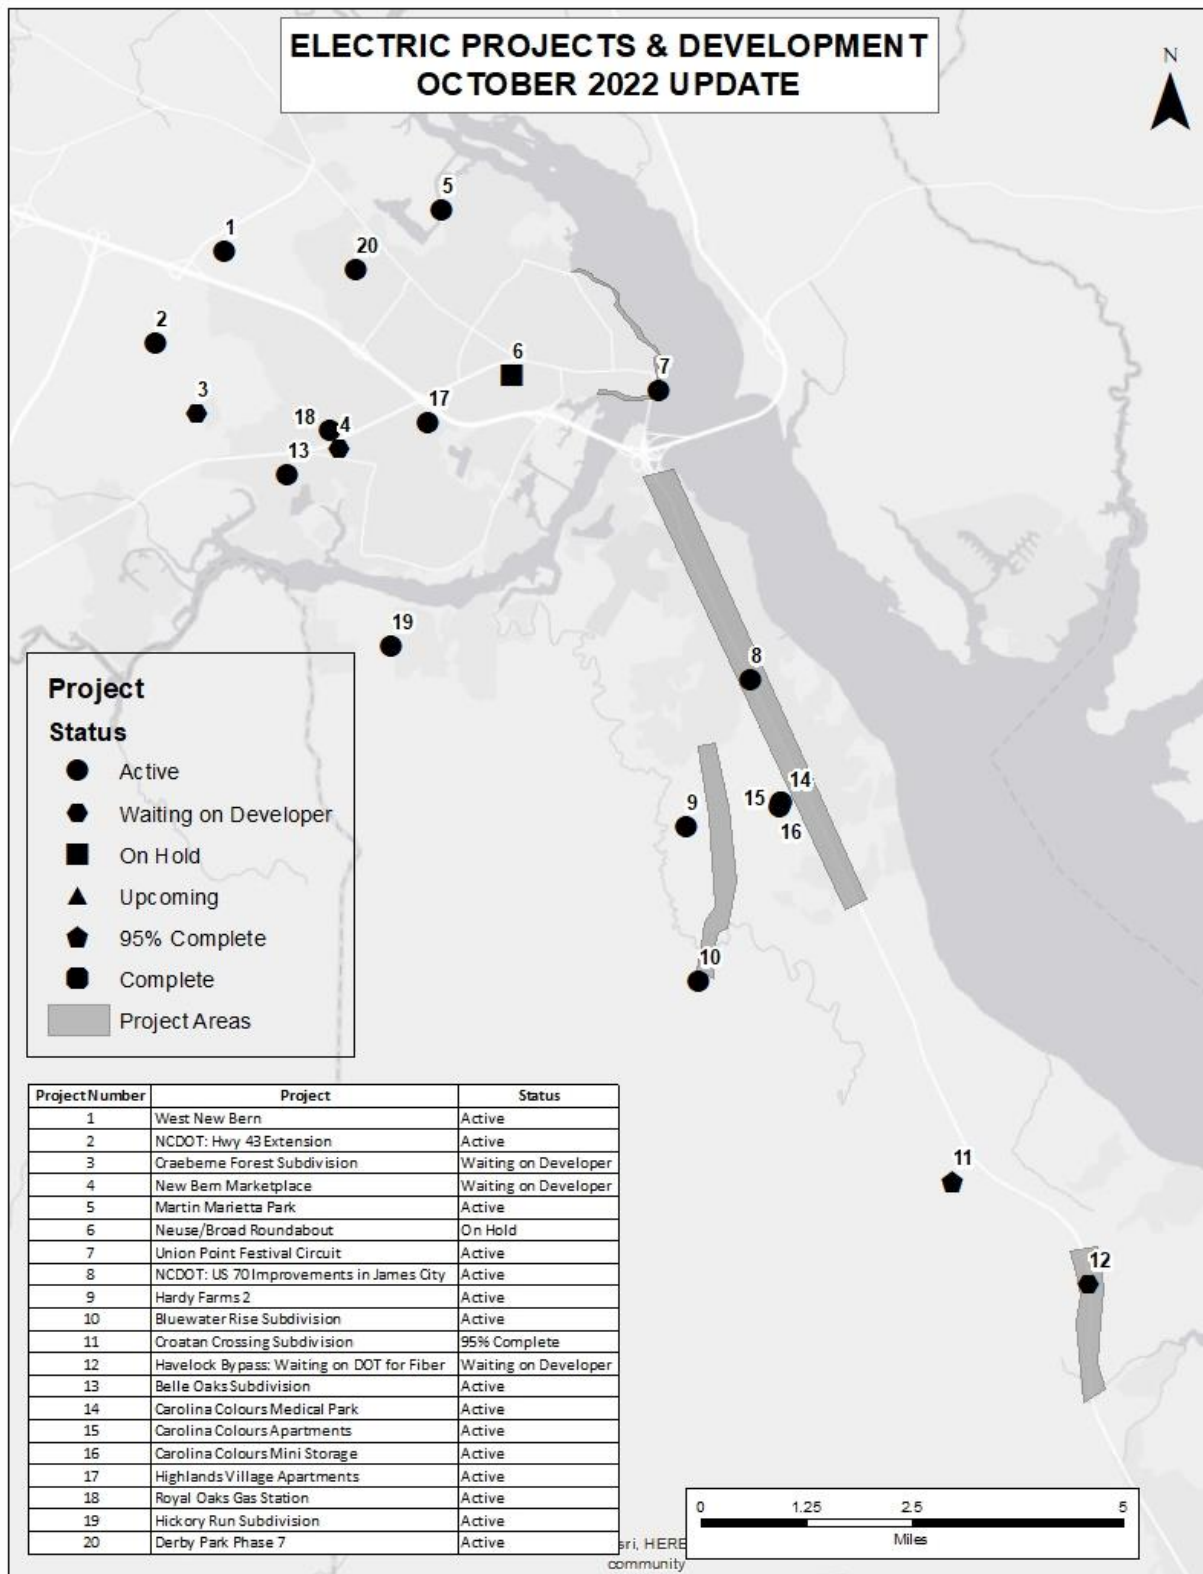 ELECTRIC PROJECTS & DEVELOPMENT
OCTOBER 2022 UPDATE
N
5
1
20
2
6
7
3
17
18
4
13
19
8
14
15
9
16
10
11
12
Project
Status
Active
Waiting on Developer
On Hold
Upcoming
95% Complete
Complete
Project Areas
Project Number Project Status
1 West New Bern Active
2 NCDOT: Hwy 43 Extension Active
3 Craeberne Forest Subdivision Waiting on Developer
4 New Bern Marketplace Waiting on Developer
5 Martin Marietta Park Active
6 Neuse/Broad Roundabout On Hold
7 Union Point Festival Circuit Active
8 NCDOT: US 70 Improvements in James City Active
9 Hardy Farms 2 Active
10 Bluewater Rise Subdivision Active
11 Croatan Crossing Subdivision 95% Complete
12 Havelock Bypass: Waiting on DOT for Fiber Waiting on Developer
13 Belle Oaks Subdivision Active
14 Carolina Colours Medical Park Active
15 Carolina Colours Apartments Active
16 Carolina Colours Mini Storage Active
17 Highlands Village Apartments Active
18 Royal Oaks Gas Station Active
19 Hickory Run Subdivision Active
20 Derby Park Phase 7 Active
0 1.25 2.5 5
Miles
sri, HERE
community